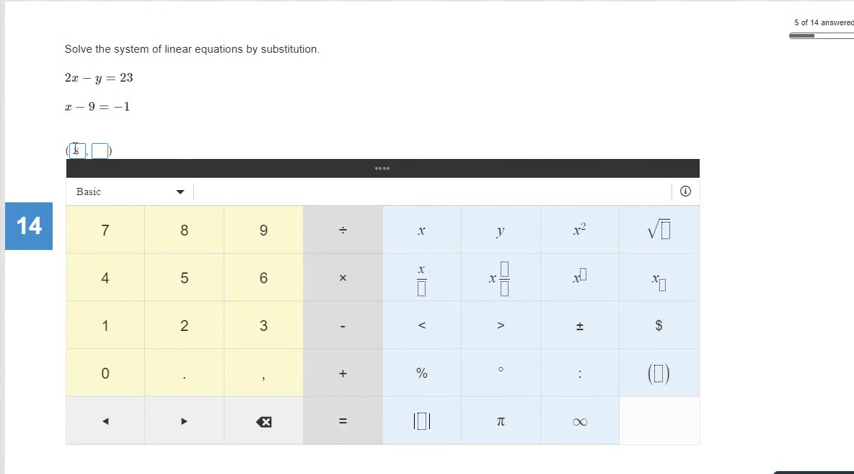 5 of 14 answered
Solve the system of linear equations by substitution.
2x − y = 23
x − 9 = −1
( , )
Basic
14
7 8 9 ÷ x y x² √
4 5 6 × x x x x
1 2 3 - < > ± $
0 . , + % ° : ( )
= | | π ∞